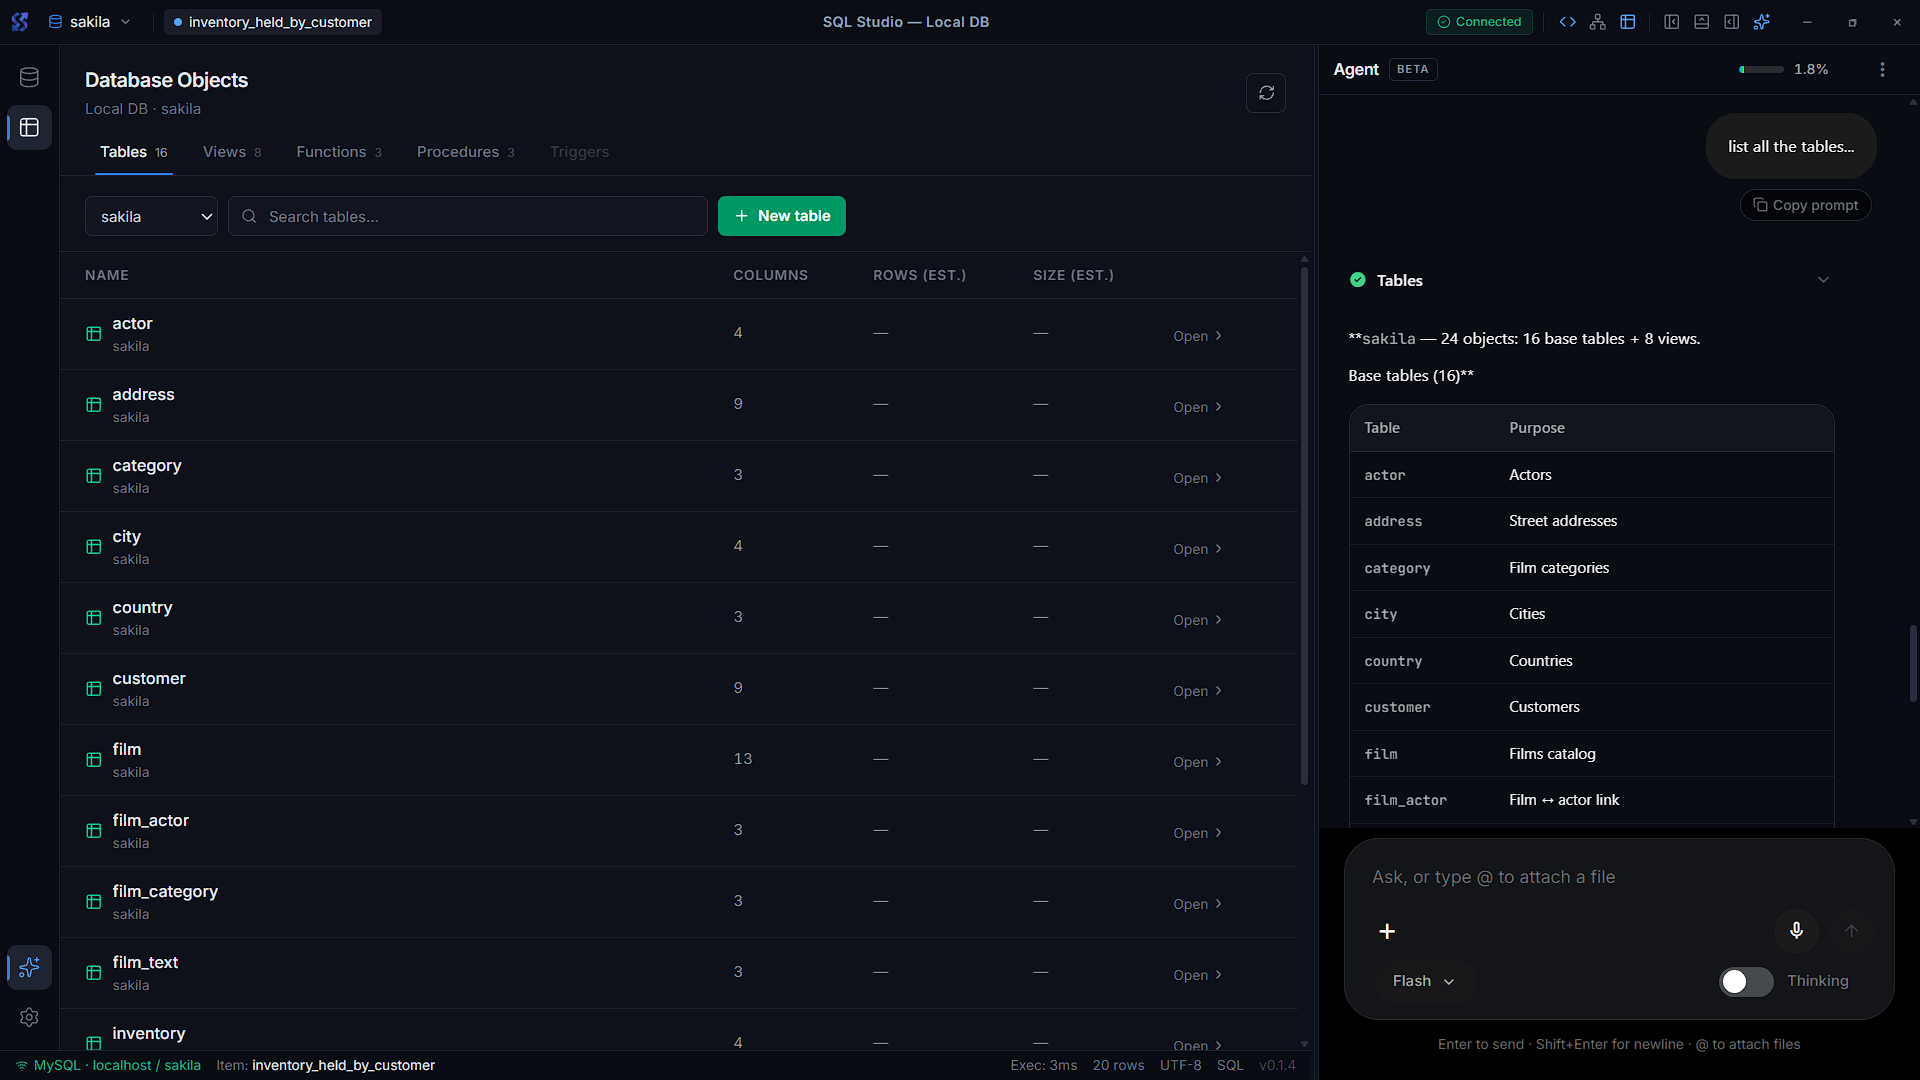 sakila
inventory_held_by_customer
SQL Studio — Local DB
Connected
Database Objects
Local DB · sakila
Tables 16
Views 8
Functions 3
Procedures 3
Triggers
sakila
Search tables...
New table
NAME
COLUMNS
ROWS (EST.)
SIZE (EST.)
actor
sakila
4
—
—
Open
address
sakila
9
—
—
Open
category
sakila
3
—
—
Open
city
sakila
4
—
—
Open
country
sakila
3
—
—
Open
customer
sakila
9
—
—
Open
film
sakila
13
—
—
Open
film_actor
sakila
3
—
—
Open
film_category
sakila
3
—
—
Open
film_text
sakila
3
—
—
Open
inventory
4
—
—
Open
Agent
BETA
1.8%
list all the tables...
Copy prompt
Tables
**sakila — 24 objects: 16 base tables + 8 views.
Base tables (16)**
Table Purpose
actor Actors
address Street addresses
category Film categories
city Cities
country Countries
customer Customers
film Films catalog
film_actor Film ↔ actor link
Ask, or type @ to attach a file
Flash
Thinking
Enter to send · Shift+Enter for newline · @ to attach files
MySQL · localhost / sakila
Item: inventory_held_by_customer
Exec: 3ms
20 rows
UTF-8
SQL
v0.1.4